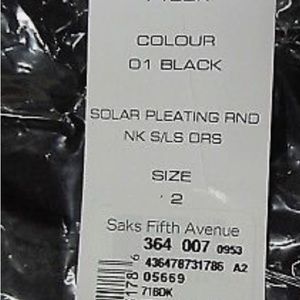 COLOUR
01 BLACK
SOLAR PLEATING RND
NK S/LS DRS
SIZE
2
Saks Fifth Avenue
364 007 0953
436478731786 A2
05669
71BDK